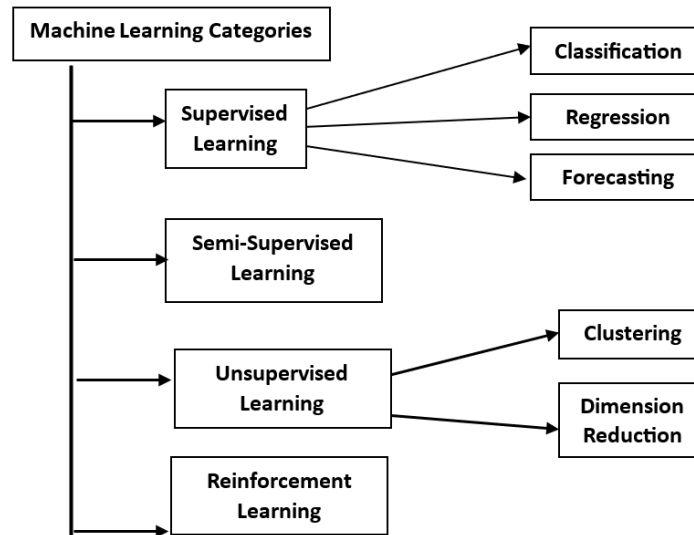 Machine Learning Categories
Supervised
Learning
Classification
Regression
Forecasting
Semi-Supervised
Learning
Unsupervised
Learning
Clustering
Dimension
Reduction
Reinforcement
Learning